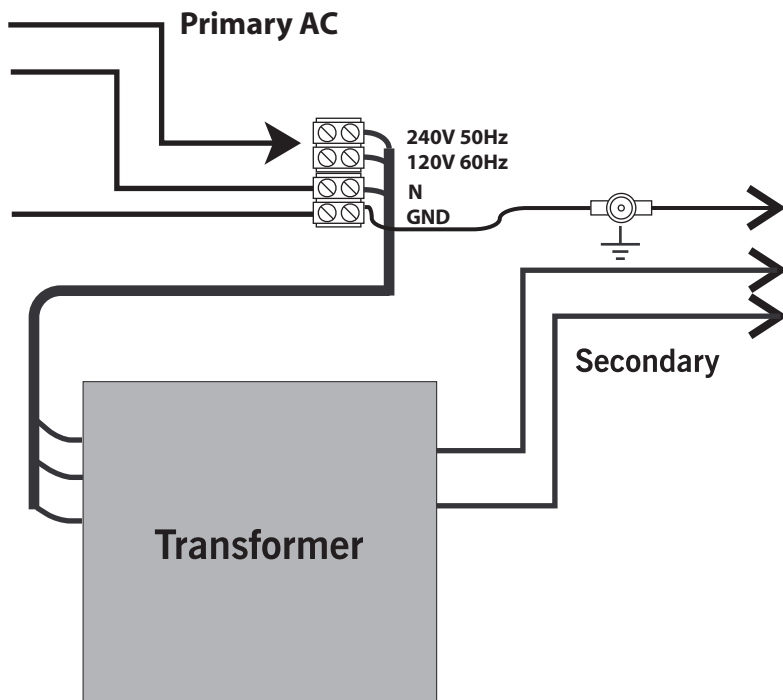 Primary AC
240V 50Hz
120V 60Hz
N
GND
Secondary
Transformer